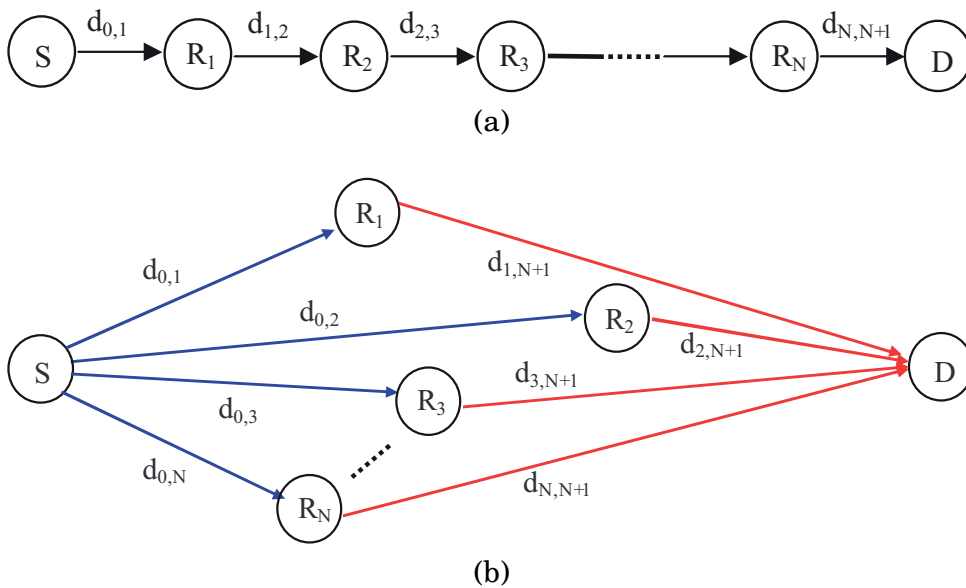 d0,1 d1,2 d2,3 dN,N+1
S R1 R2 R3 RN D
(a)
R1
d0,1 d1,N+1
d0,2 R2
d2,N+1
S D
d3,N+1
d0,3 R3
d0,N dN,N+1
RN
(b)